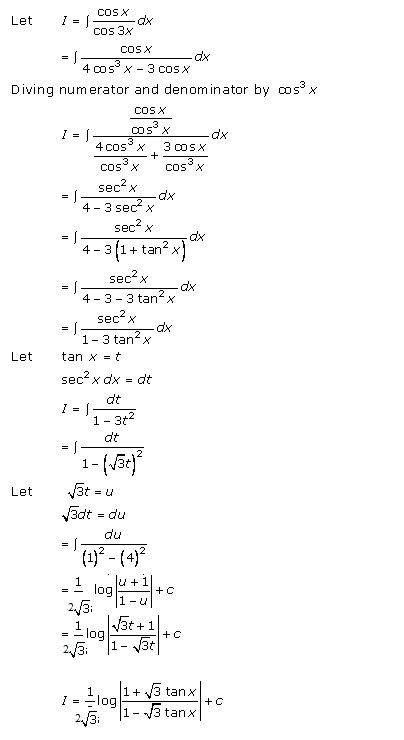 Let I = ∫ cos x / cos 3x dx
= ∫ cos x / (4 cos³ x − 3 cos x) dx
Diving numerator and denominator by cos³ x
I = ∫ (cos x / cos³ x) / (4 cos³ x / cos³ x + 3 cos x / cos³ x) dx
= ∫ sec² x / (4 − 3 sec² x) dx
= ∫ sec² x / (4 − 3(1 + tan² x)) dx
= ∫ sec² x / (4 − 3 − 3 tan² x) dx
= ∫ sec² x / (1 − 3 tan² x) dx
Let tan x = t
sec² x dx = dt
I = ∫ dt / (1 − 3t²)
= ∫ dt / (1 − (√3t)²)
Let √3t = u
√3dt = du
= ∫ du / ((1)² − (4)²)
= 1 / 2√3; log |(u + 1) / (1 − u)| + c
= 1 / 2√3; log |(√3t + 1) / (1 − √3t)| + c
I = 1 / 2√3; log |(1 + √3 tan x) / (1 − √3 tan x)| + c